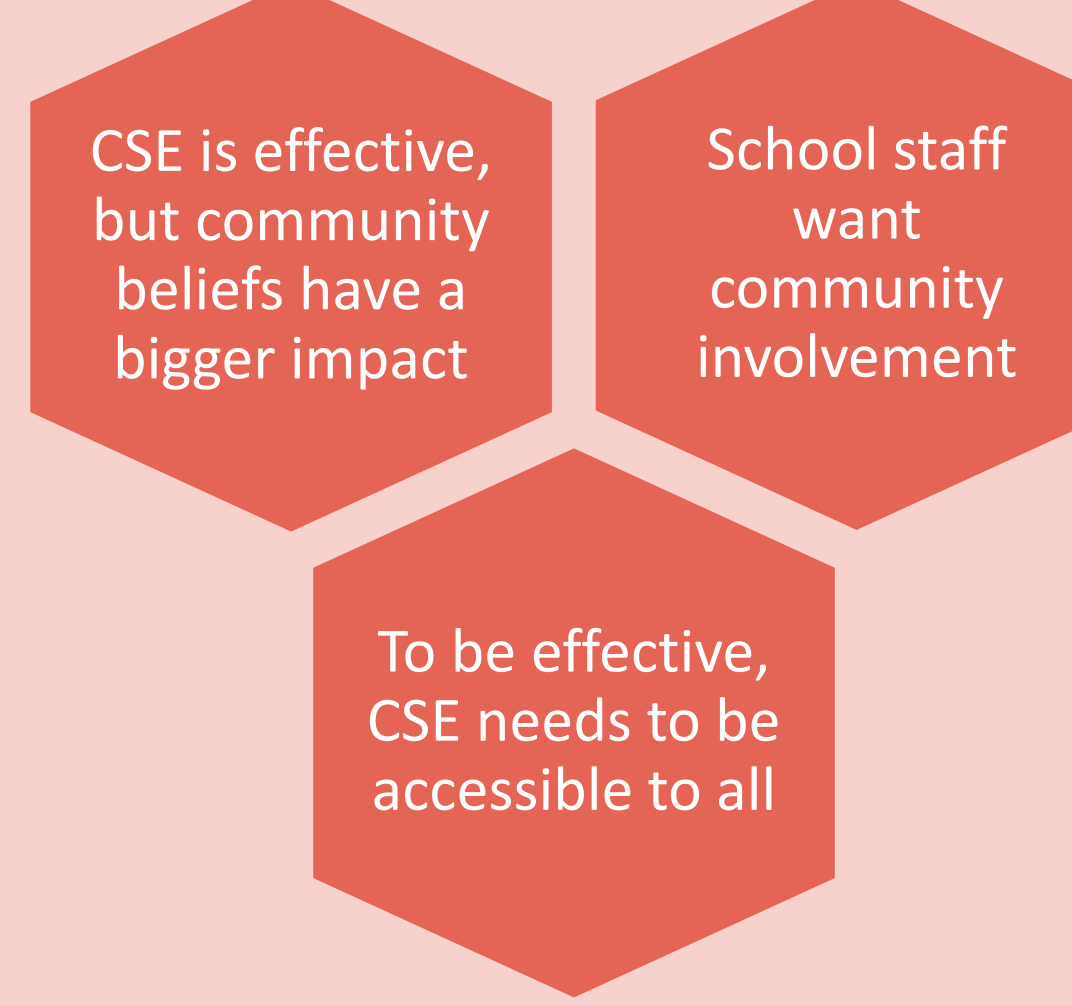 CSE is effective,
but community
beliefs have a
bigger impact
School staff
want
community
involvement
To be effective,
CSE needs to be
accessible to all